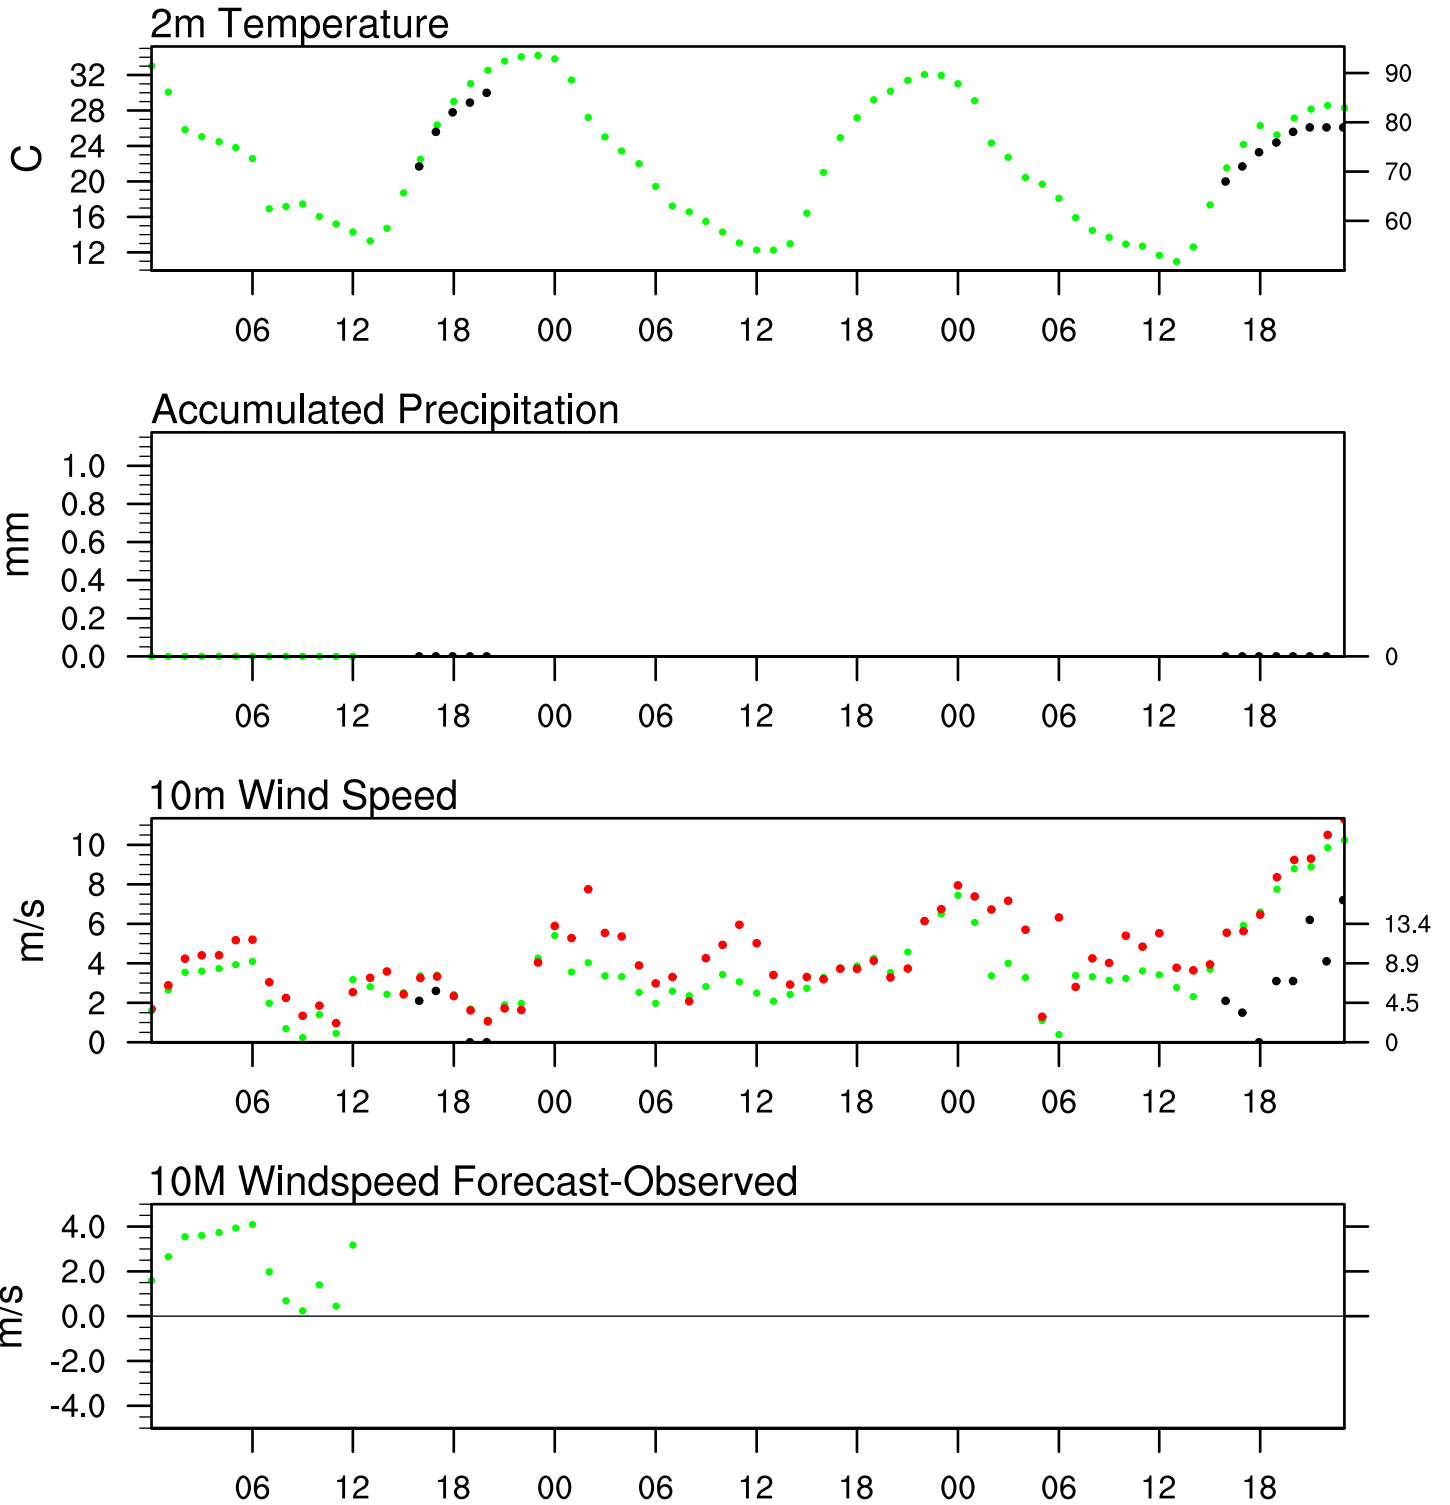 2m Temperature
32 90
28 80
24
C
20 70
16 60
12
06 12 18 00 06 12 18 00 06 12 18
Accumulated Precipitation
1.0
0.8
0.6
mm
0.4
0.2
0.0 0
06 12 18 00 06 12 18 00 06 12 18
10m Wind Speed
10
8
6 13.4
m/s
4 8.9
2 4.5
0 0
06 12 18 00 06 12 18 00 06 12 18
10M Windspeed Forecast-Observed
4.0
2.0
0.0
m/s
-2.0
-4.0
06 12 18 00 06 12 18 00 06 12 18